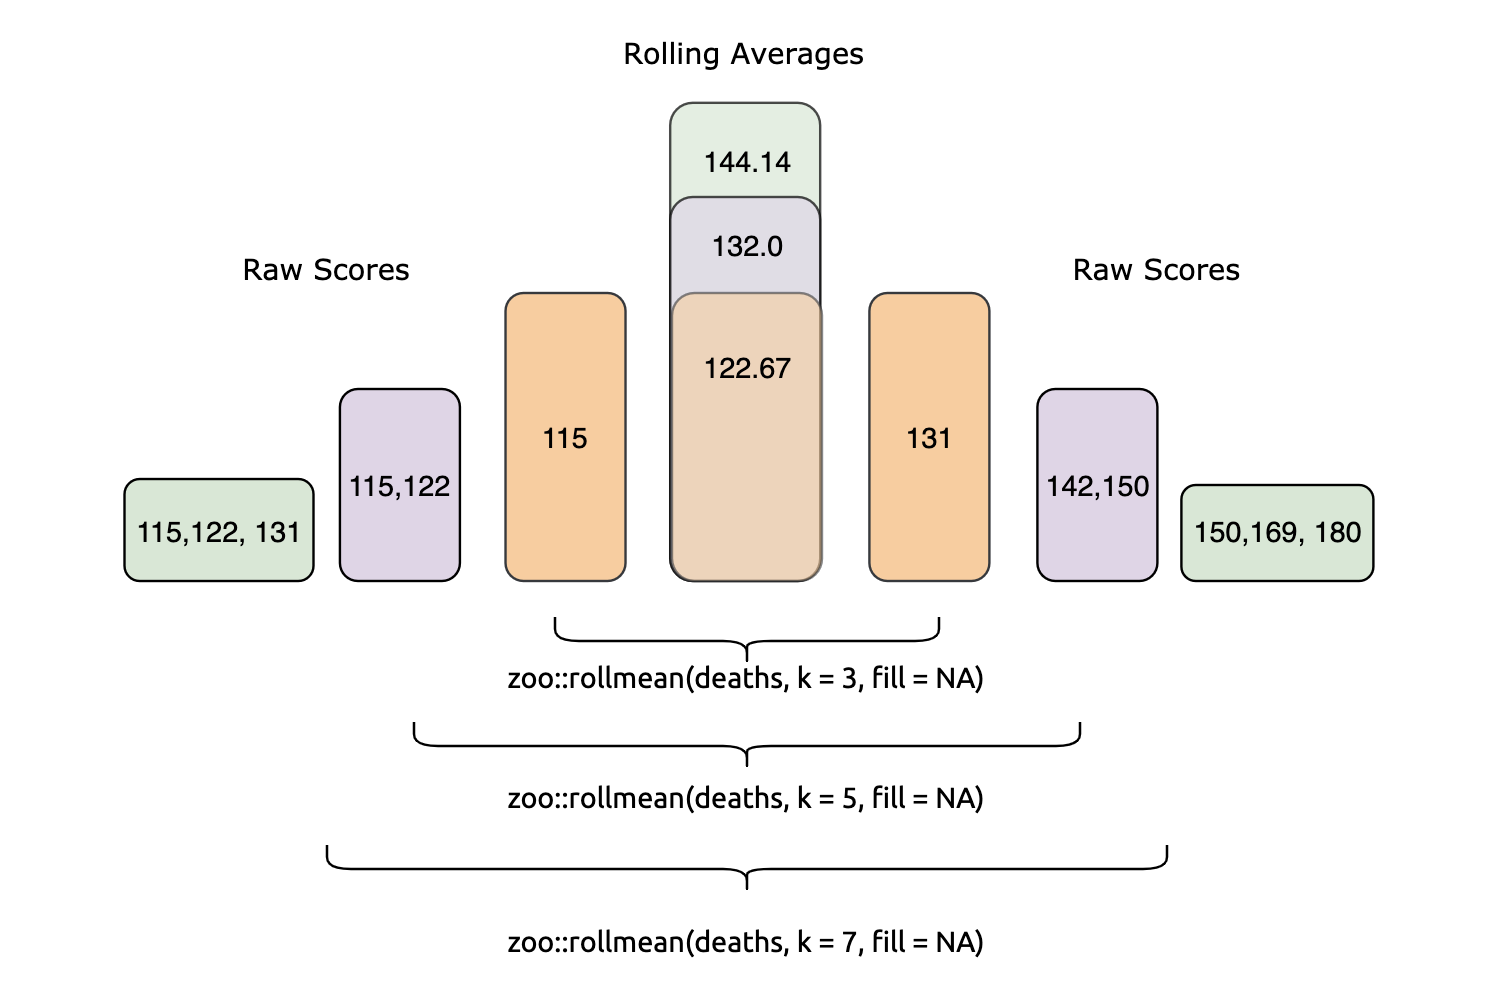 Rolling Averages
144.14
132.0
Raw Scores
Raw Scores
122.67
115
131
115,122
142,150
115,122, 131
150,169, 180
zoo::rollmean(deaths, k = 3, fill = NA)
zoo::rollmean(deaths, k = 5, fill = NA)
zoo::rollmean(deaths, k = 7, fill = NA)